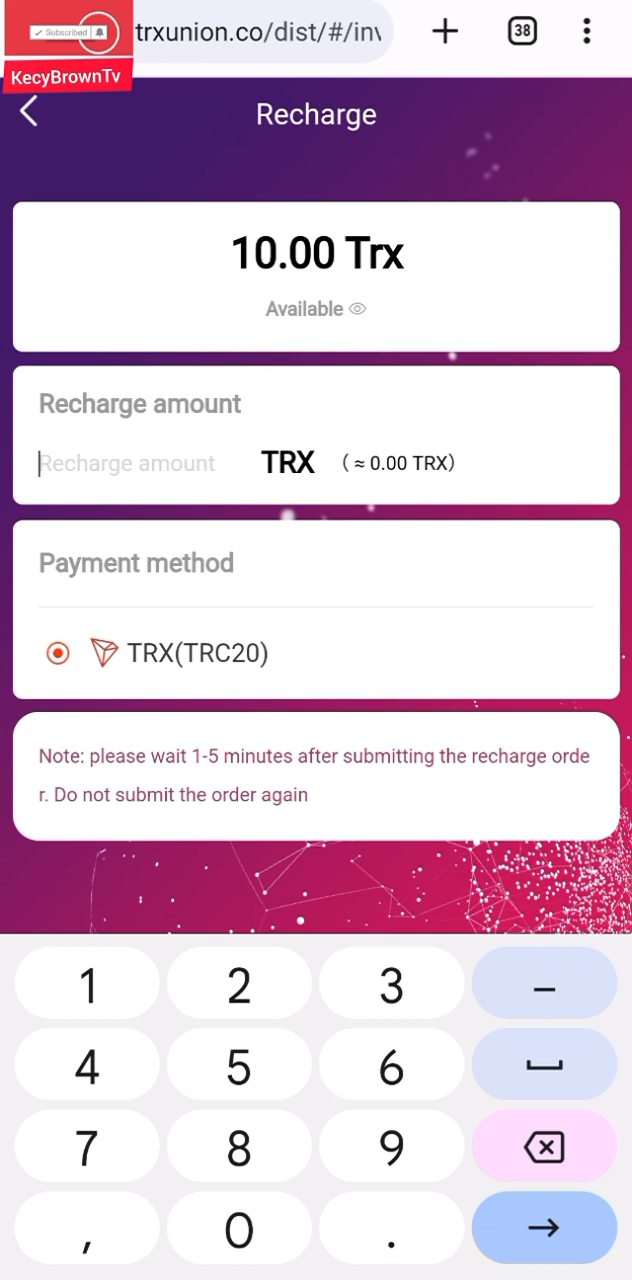 Subscribed
trxunion.co/dist/#/inv
38
KecyBrownTv
Recharge
10.00 Trx
Available
Recharge amount
Recharge amount TRX ( ≈ 0.00 TRX)
Payment method
TRX(TRC20)
Note: please wait 1-5 minutes after submitting the recharge orde
r. Do not submit the order again
1 2 3 –
4 5 6
7 8 9
, 0 .